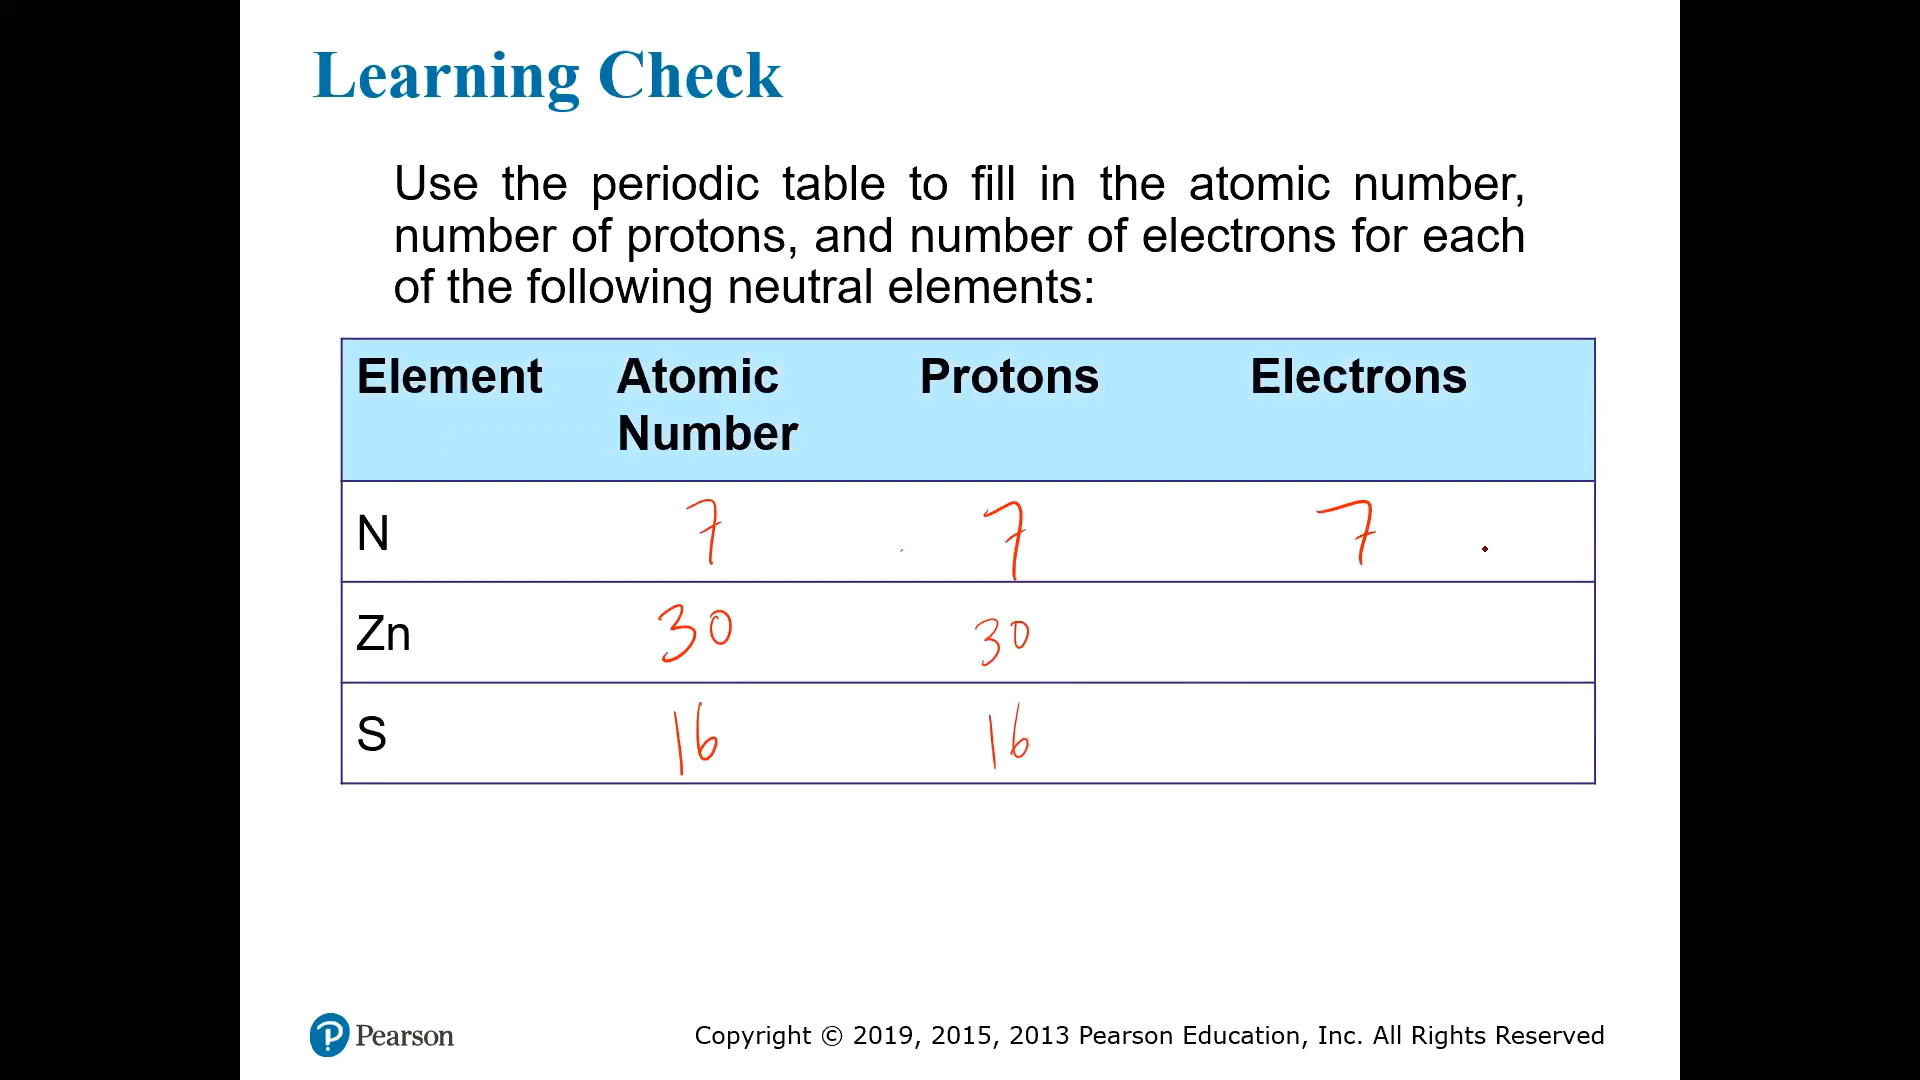 Learning Check
Use the periodic table to fill in the atomic number,
number of protons, and number of electrons for each
of the following neutral elements:
Element Atomic Number Protons Electrons
N 7 7 7
Zn 30 30
S 16 16
Pearson
Copyright © 2019, 2015, 2013 Pearson Education, Inc. All Rights Reserved